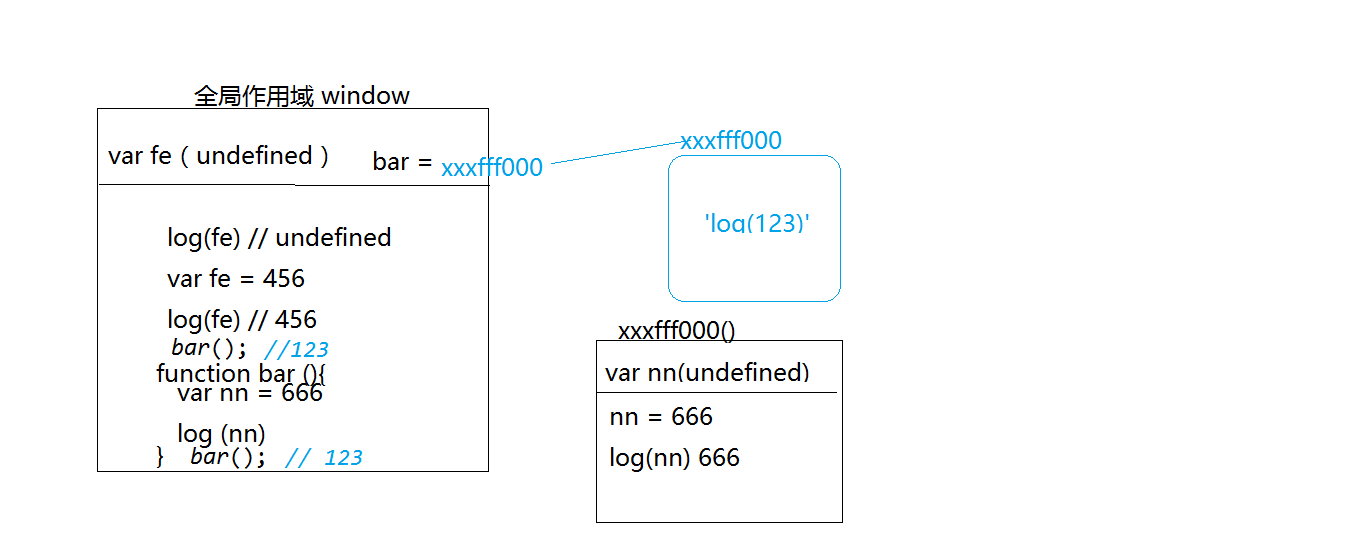 全局作用域 window
var fe ( undefined )
bar = xxxfff000
log(fe) // undefined
var fe = 456
log(fe) // 456
bar(); //123
function bar (){
var nn = 666
log (nn)
} bar(); // 123
xxxfff000
'log(123)'
xxxfff000()
var nn(undefined)
nn = 666
log(nn) 666